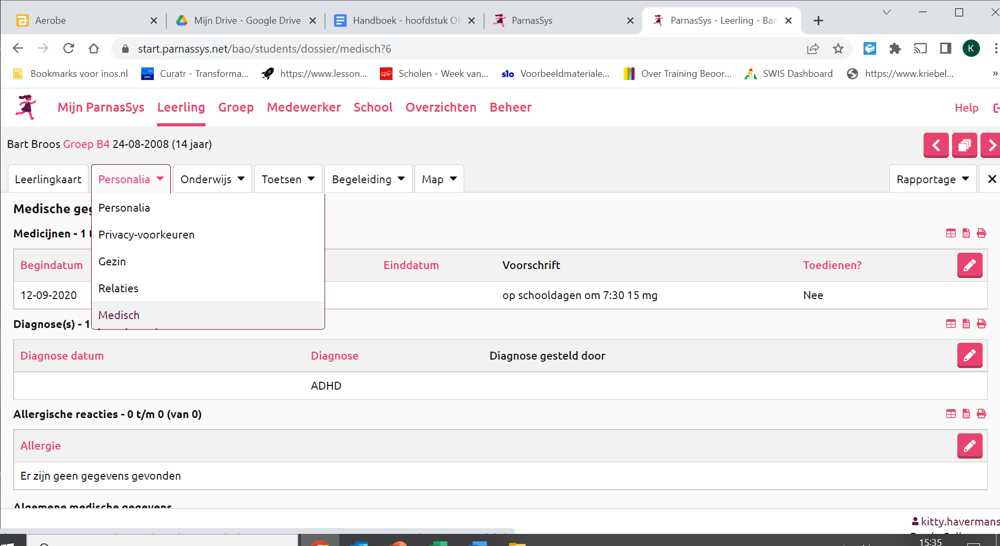 Aerobe
Mijn Drive - Google Drive
Handboek - hoofdstuk OP
ParnasSys
ParnasSys - Leerling - Bar
start.parnassys.net/bao/students/dossier/medisch?6
K
Bookmarks voor inos.nl
Curatr - Transforma...
https://www.lesson...
Scholen - Week van...
slo Voorbeeldmateriale...
Over Training Beoor...
SWIS Dashboard
https://www.kriebel...
»
Mijn ParnasSys Leerling Groep Medewerker School Overzichten Beheer
Help
Bart Broos Groep B4 24-08-2008 (14 jaar)
Leerlingkaart Personalia Onderwijs Toetsen Begeleiding Map Rapportage
Personalia
Privacy-voorkeuren
Gezin
Relaties
Medisch
Medische geg
Medicijnen - 1 t
Begindatum Einddatum Voorschrift Toedienen?
12-09-2020 op schooldagen om 7:30 15 mg Nee
Diagnose(s) - 1
Diagnose datum Diagnose Diagnose gesteld door
ADHD
Allergische reacties - 0 t/m 0 (van 0)
Allergie
Er zijn geen gegevens gevonden
Algemene medische gegevens
kitty.havermans
15:35